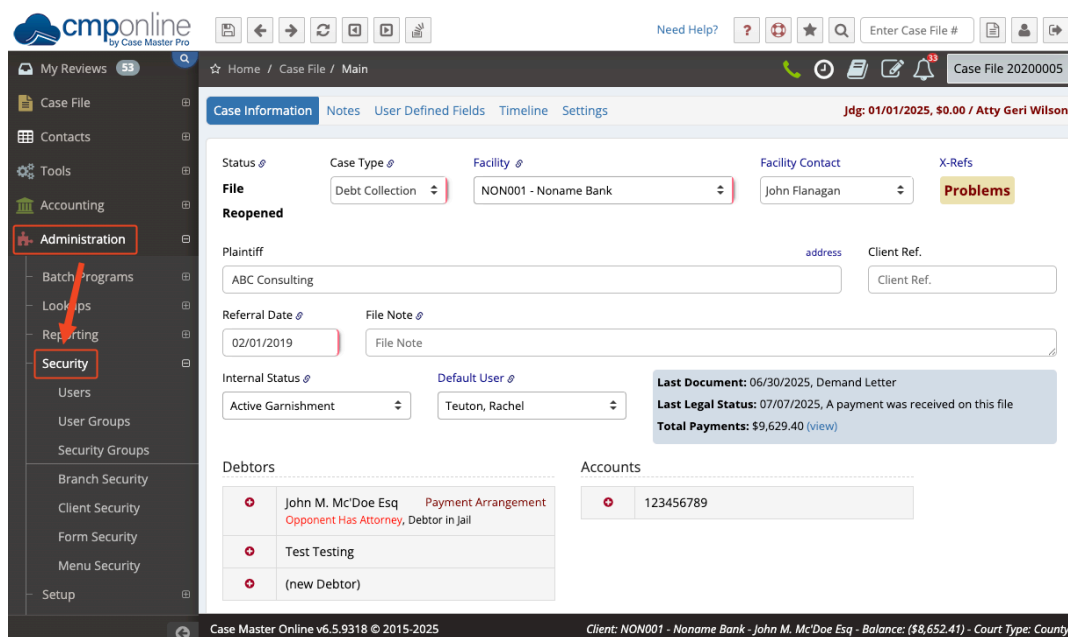 cmponline
by Case Master Pro
Need Help?
?
Enter Case File #
My Reviews 53
Home / Case File / Main
33
Case File 20200005
Case File
Contacts
Tools
Accounting
Administration
Batch Programs
Lookups
Reporting
Security
Users
User Groups
Security Groups
Branch Security
Client Security
Form Security
Menu Security
Setup
Case Information
Notes
User Defined Fields
Timeline
Settings
Jdg: 01/01/2025, $0.00 / Atty Geri Wilson
Status
Case Type
Facility
Facility Contact
X-Refs
File
Reopened
Debt Collection
NON001 - Noname Bank
John Flanagan
Problems
Plaintiff
address
Client Ref.
ABC Consulting
Client Ref.
Referral Date
File Note
02/01/2019
File Note
Internal Status
Default User
Active Garnishment
Teuton, Rachel
Last Document: 06/30/2025, Demand Letter
Last Legal Status: 07/07/2025, A payment was received on this file
Total Payments: $9,629.40 (view)
Debtors
John M. Mc'Doe Esq
Payment Arrangement
Opponent Has Attorney, Debtor in Jail
Test Testing
(new Debtor)
Accounts
123456789
Case Master Online v6.5.9318 © 2015-2025
Client: NON001 - Noname Bank - John M. Mc'Doe Esq - Balance: ($8,652.41) - Court Type: County